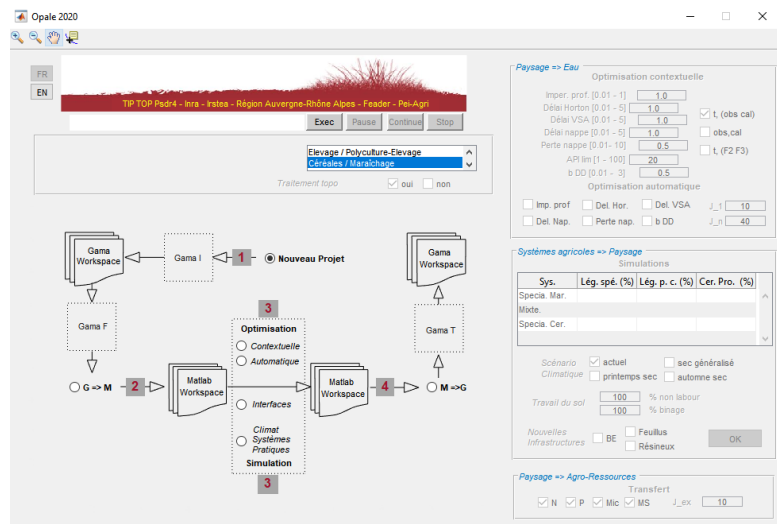 Opale 2020
FR
EN
TIP TOP Psdr4 - Inra - Irstea - Région Auvergne-Rhône Alpes - Feader - Pei-Agri
Exec Pause Continue Stop
Elevage / Polyculture-Elevage
Céréales / Maraîchage
Traitement topo oui non
Gama Workspace
Gama I
1
Nouveau Projet
Gama Workspace
Gama F
3
Optimisation
Contextuelle
Automatique
Gama T
G => M
2
Matlab Workspace
Interfaces
Matlab Workspace
4
M =>G
Climat
Systèmes
Pratiques
Simulation
3
Paysage => Eau
Optimisation contextuelle
Imper. prof. [0.01 - 1] 1.0
Délai Horton [0.01 - 5] 1.0
Délai VSA [0.01 - 5] 1.0
Délai nappe [0.01 - 5] 1.0
Perte nappe [0.01- 10] 0.5
API lim [1 - 100] 20
b DD [0.01 - 3] 0.5
t, (obs cal)
obs,cal
t, (F2 F3)
Optimisation automatique
Imp. prof Del. Hor. Del. VSA J_1 10
Del. Nap. Perte nap. b DD J_n 40
Systèmes agricoles => Paysage
Simulations
Sys. Lég. spé. (%) Lég. p. c. (%) Cer. Pro. (%)
Specia. Mar.
Mixte.
Specia. Cer.
Scénario Climatique
actuel sec généralisé
printemps sec automne sec
Travail du sol
100 % non labour
100 % binage
Nouvelles Infrastructures
BE
Feuillus
Résineux
OK
Paysage => Agro-Ressources
Transfert
N P Mic MS J_ex 10